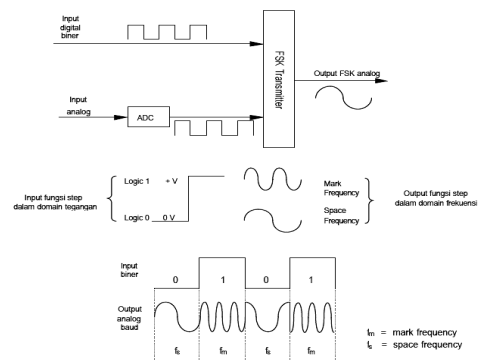 Input
digital
biner
FSK Transmitter
Output FSK analog
Input
analog
ADC
Input fungsi step
dalam domain tegangan
Logic 1 + V
Logic 0 0 V
Mark
Frequency
Space
Frequency
Output fungsi step
dalam domain frekuensi
Input
biner
0 1 0 1
Output
analog
baud
fs fm fs fm
fm = mark frequency
fs = space frequency